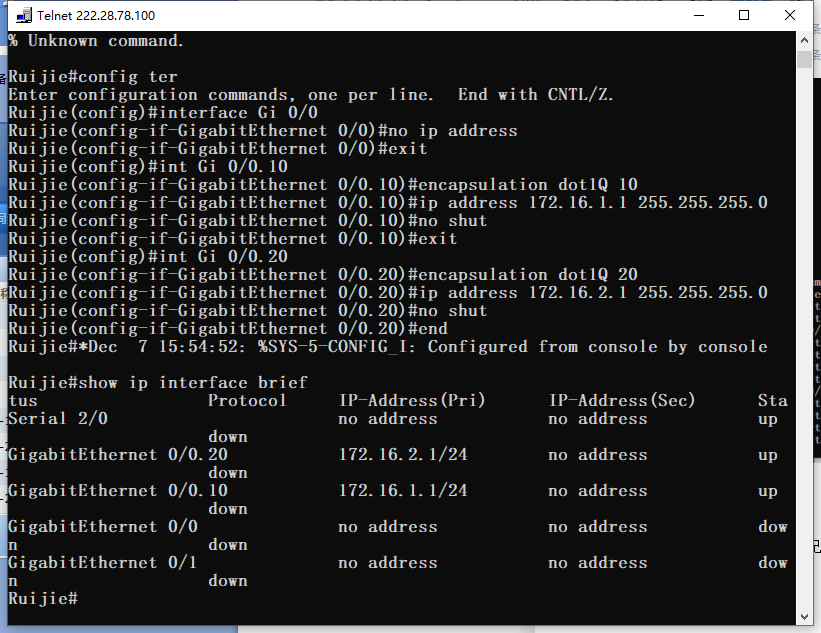 Telnet 222.28.78.100
% Unknown command.
Ruijie#config ter
Enter configuration commands, one per line.  End with CNTL/Z.
Ruijie(config)#interface Gi 0/0
Ruijie(config-if-GigabitEthernet 0/0)#no ip address
Ruijie(config-if-GigabitEthernet 0/0)#exit
Ruijie(config)#int Gi 0/0.10
Ruijie(config-if-GigabitEthernet 0/0.10)#encapsulation dot1Q 10
Ruijie(config-if-GigabitEthernet 0/0.10)#ip address 172.16.1.1 255.255.255.0
Ruijie(config-if-GigabitEthernet 0/0.10)#no shut
Ruijie(config-if-GigabitEthernet 0/0.10)#exit
Ruijie(config)#int Gi 0/0.20
Ruijie(config-if-GigabitEthernet 0/0.20)#encapsulation dot1Q 20
Ruijie(config-if-GigabitEthernet 0/0.20)#ip address 172.16.2.1 255.255.255.0
Ruijie(config-if-GigabitEthernet 0/0.20)#no shut
Ruijie(config-if-GigabitEthernet 0/0.20)#end
Ruijie#*Dec  7 15:54:52: %SYS-5-CONFIG_I: Configured from console by console
Ruijie#show ip interface brief
tus                 Protocol     IP-Address(Pri)      IP-Address(Sec)      Sta
Serial 2/0                       no address           no address           up
down
GigabitEthernet 0/0.20           172.16.2.1/24        no address           up
down
GigabitEthernet 0/0.10           172.16.1.1/24        no address           up
down
GigabitEthernet 0/0              no address           no address           dow
n                   down
GigabitEthernet 0/1              no address           no address           dow
n                   down
Ruijie#